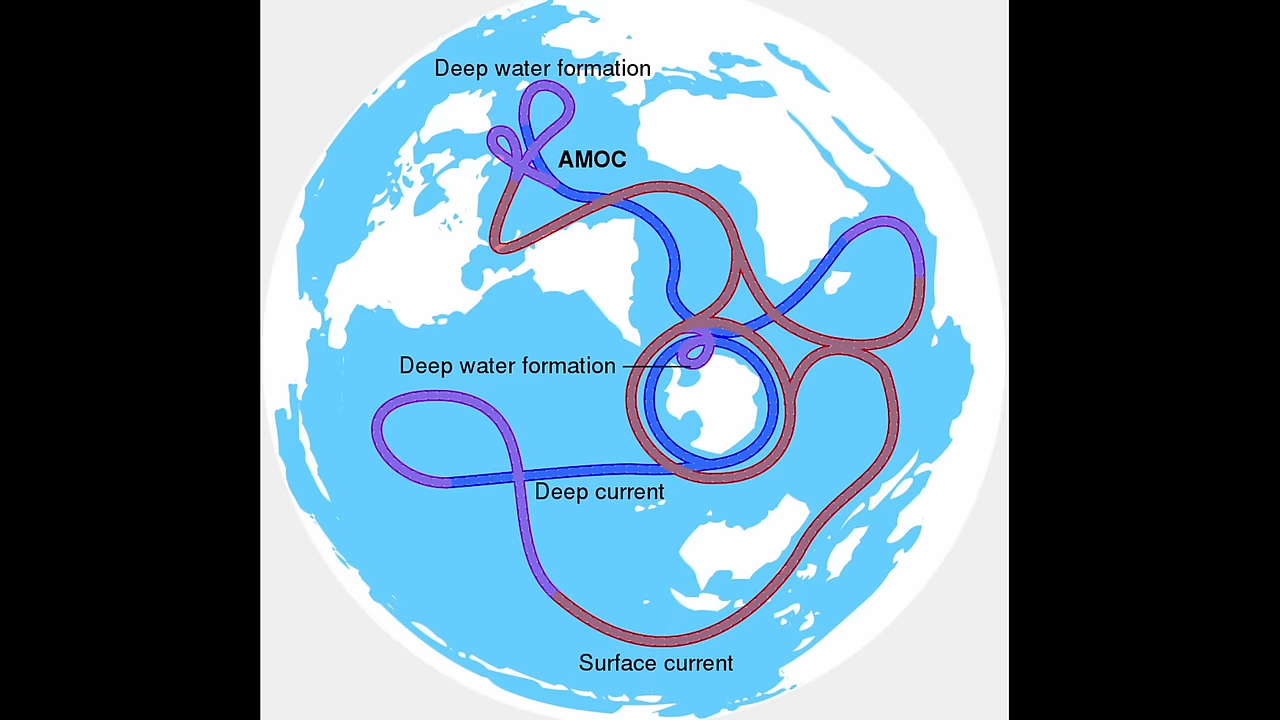 Deep water formation
AMOC
Deep water formation
Deep current
Surface current